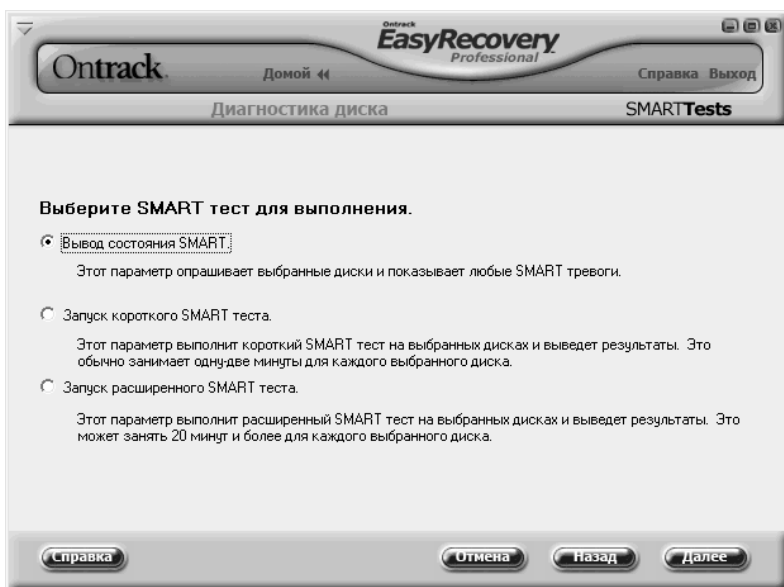 Ontrack
EasyRecovery
Professional
Ontrack.
Домой
Справка Выход
Диагностика диска
SMARTTests
Выберите SMART тест для выполнения.
Вывод состояния SMART.
Этот параметр опрашивает выбранные диски и показывает любые SMART тревоги.
Запуск короткого SMART теста.
Этот параметр выполнит короткий SMART тест на выбранных дисках и выведет результаты. Это
обычно занимает одну-две минуты для каждого выбранного диска.
Запуск расширенного SMART теста.
Этот параметр выполнит расширенный SMART тест на выбранных дисках и выведет результаты. Это
может занять 20 минут и более для каждого выбранного диска.
Справка
Отмена
Назад
Далее